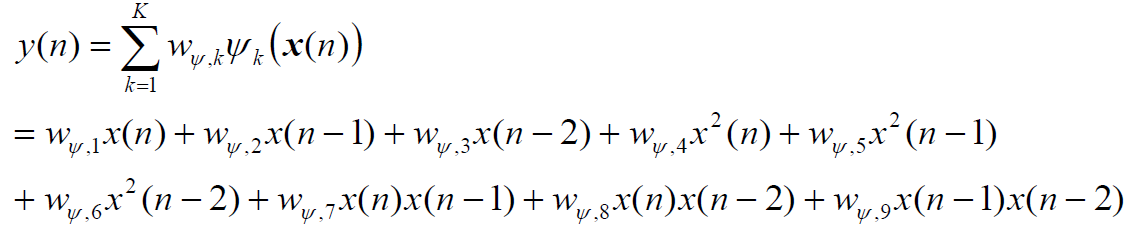 y(n) = \sum_{k=1}^{K} w_{ψ,k} ψ_k (x(n))
= w_{ψ,1}x(n) + w_{ψ,2}x(n − 1) + w_{ψ,3}x(n − 2) + w_{ψ,4}x^2(n) + w_{ψ,5}x^2(n − 1)
+ w_{ψ,6}x^2(n − 2) + w_{ψ,7}x(n)x(n − 1) + w_{ψ,8}x(n)x(n − 2) + w_{ψ,9}x(n − 1)x(n − 2)